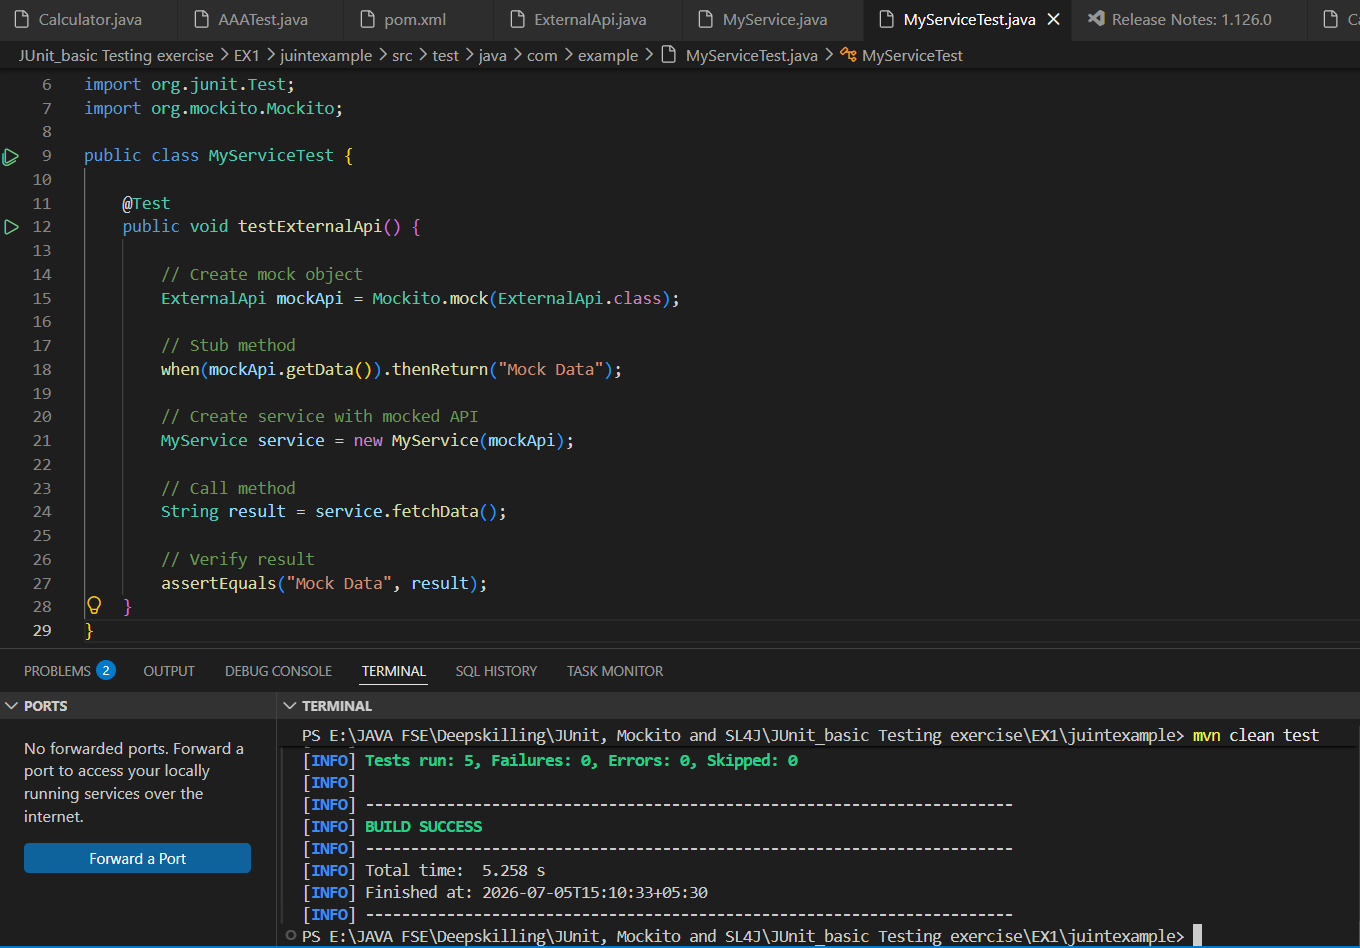 Calculator.java AAATest.java pom.xml ExternalApi.java MyService.java MyServiceTest.java Release Notes: 1.126.0 Ca
JUnit_basic Testing exercise > EX1 > juintexample > src > test > java > com > example > MyServiceTest.java > MyServiceTest
6 import org.junit.Test;
7 import org.mockito.Mockito;
8
9 public class MyServiceTest {
10
11 @Test
12 public void testExternalApi() {
13
14 // Create mock object
15 ExternalApi mockApi = Mockito.mock(ExternalApi.class);
16
17 // Stub method
18 when(mockApi.getData()).thenReturn("Mock Data");
19
20 // Create service with mocked API
21 MyService service = new MyService(mockApi);
22
23 // Call method
24 String result = service.fetchData();
25
26 // Verify result
27 assertEquals("Mock Data", result);
28 }
29 }
PROBLEMS 2 OUTPUT DEBUG CONSOLE TERMINAL SQL HISTORY TASK MONITOR
PORTS
No forwarded ports. Forward a
port to access your locally
running services over the
internet.
Forward a Port
TERMINAL
PS E:\JAVA FSE\Deepskilling\JUnit, Mockito and SL4J\JUnit_basic Testing exercise\EX1\juintexample> mvn clean test
[INFO] Tests run: 5, Failures: 0, Errors: 0, Skipped: 0
[INFO]
[INFO] ------------------------------------------------------------------------
[INFO] BUILD SUCCESS
[INFO] ------------------------------------------------------------------------
[INFO] Total time:  5.258 s
[INFO] Finished at: 2026-07-05T15:10:33+05:30
[INFO] ------------------------------------------------------------------------
PS E:\JAVA FSE\Deepskilling\JUnit, Mockito and SL4J\JUnit_basic Testing exercise\EX1\juintexample>